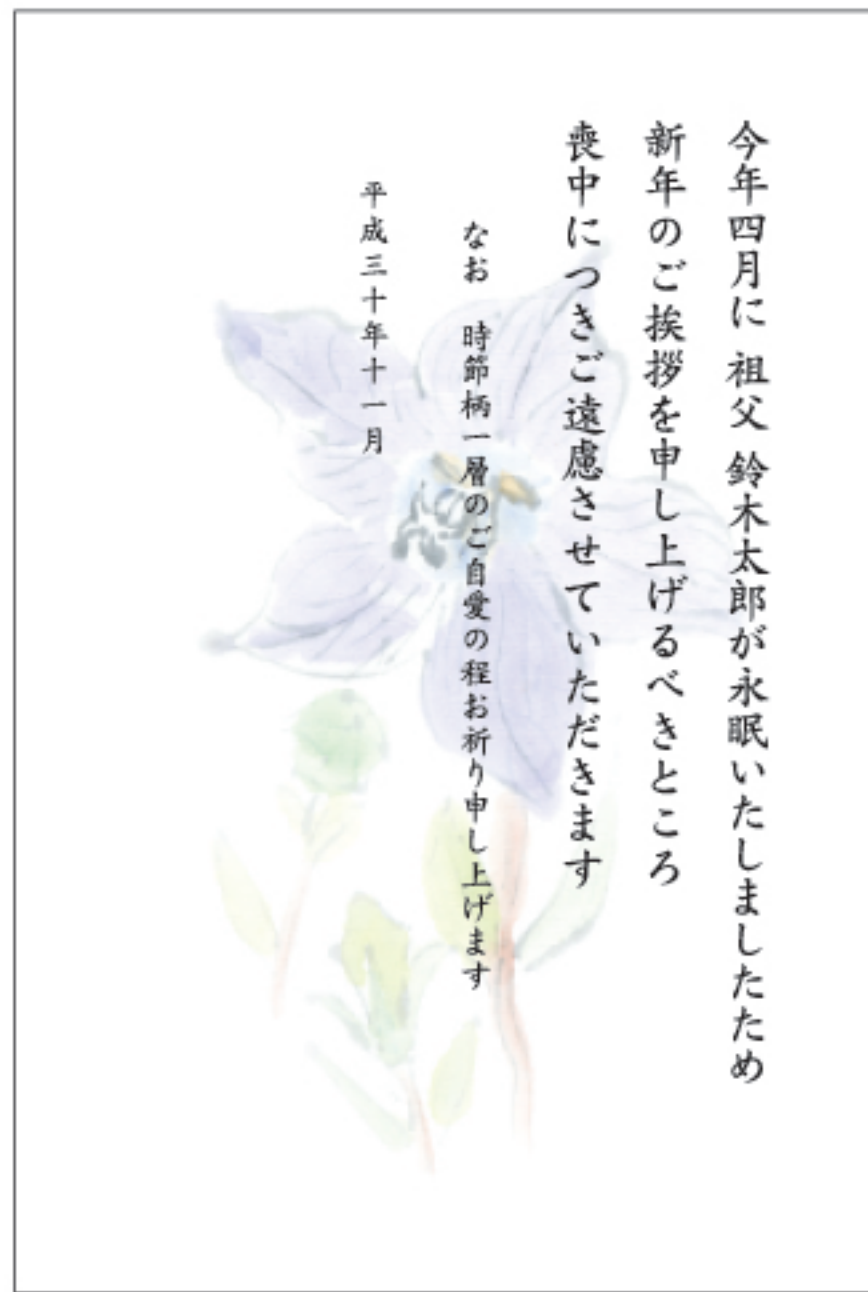 今年四月に 祖父 鈴木太郎が永眠いたしましたため
新年のご挨拶を申し上げるべきところ
喪中につきご遠慮させていただきます
なお 時節柄一層のご自愛の程お祈り申し上げます
平成三十年十一月